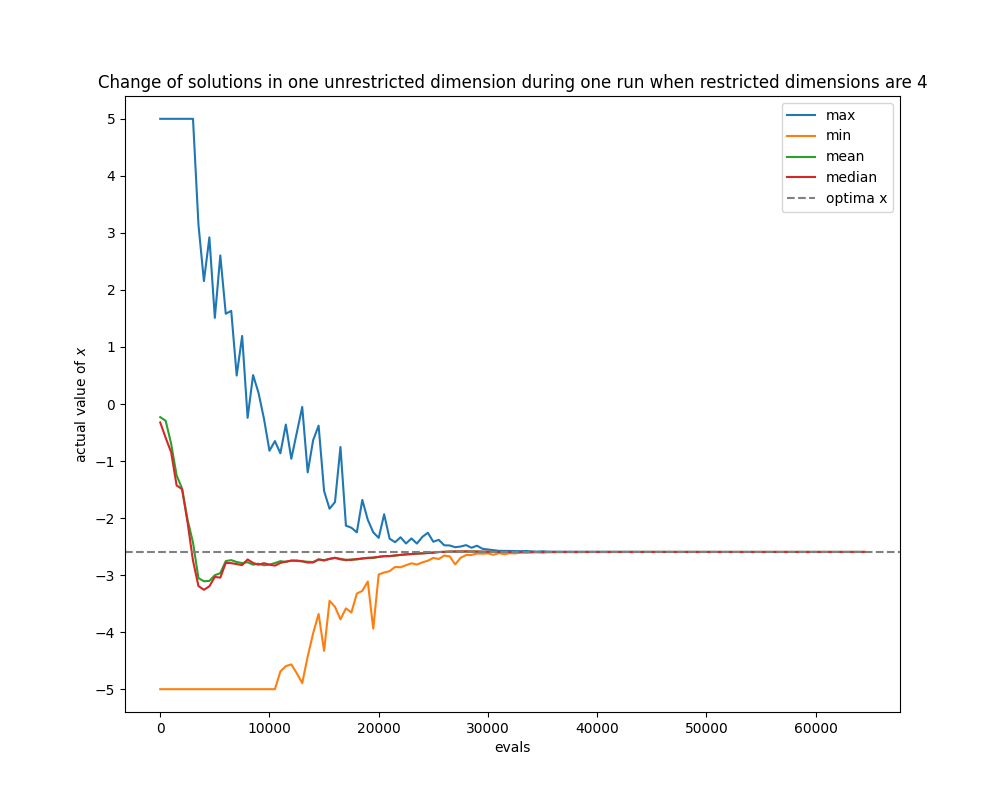 Change of solutions in one unrestricted dimension during one run when restricted dimensions are 4
max
min
mean
median
optima x
5
4
3
2
1
0
−1
−2
−3
−4
−5
actual value of x
0 10000 20000 30000 40000 50000 60000
evals